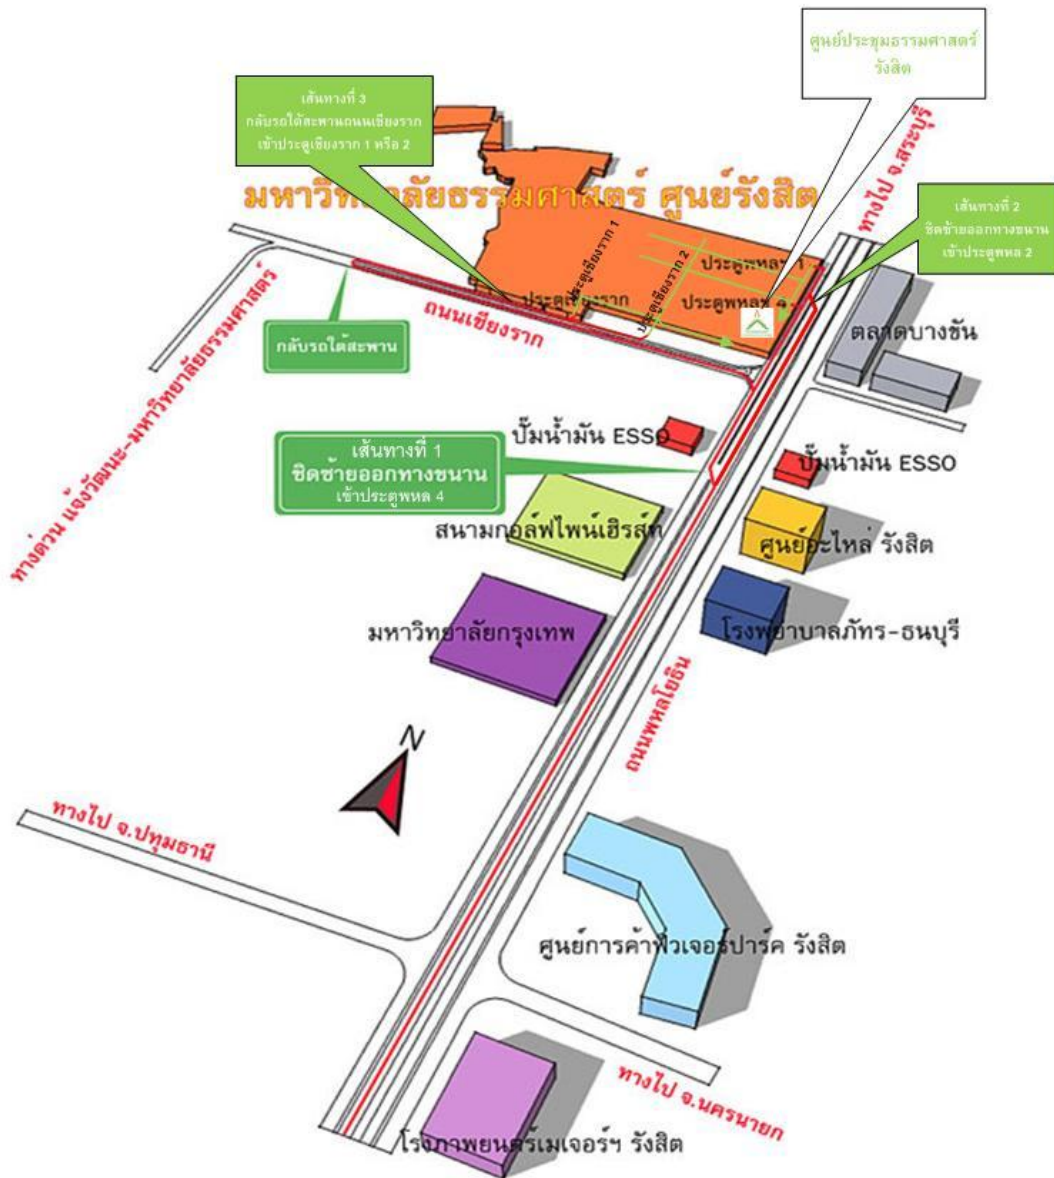 ศูนย์ประชุมธรรมศาสตร์
รังสิต
เส้นทางที่ 3
กลับรถใต้สะพานถนนเชียงราก
เข้าประตูเชียงราก 1 หรือ 2
ทางไป จ.สระบุรี
มหาวิทยาลัยธรรมศาสตร์ ศูนย์รังสิต
เส้นทางที่ 2
ชิดซ้ายออกทางขนาน
เข้าประตูพหล 2
ประตูเชียงราก 1
ประตูเชียงราก 2
ประตูพหลฯ 1
ประตูเชียงราก
ประตูพหลฯ
ถนนเชียงราก
กลับรถใต้สะพาน
ตลาดบางขัน
ทางด่วน แจ้งวัฒนะ-มหาวิทยาลัยธรรมศาสตร์
ปั๊มน้ำมัน ESSO
เส้นทางที่ 1
ชิดซ้ายออกทางขนาน
เข้าประตูพหล 4
ปั๊มน้ำมัน ESSO
สนามกอล์ฟไพน์เฮิรส์ท
ศูนย์อะไหล่ รังสิต
มหาวิทยาลัยกรุงเทพ
โรงพยาบาลภัทร-ธนบุรี
ถนนพหลโยธิน
N
ทางไป จ.ปทุมธานี
ศูนย์การค้าฟิวเจอร์ปาร์ค รังสิต
ทางไป จ.นครนายก
โรงภาพยนตร์เมเจอร์ฯ รังสิต